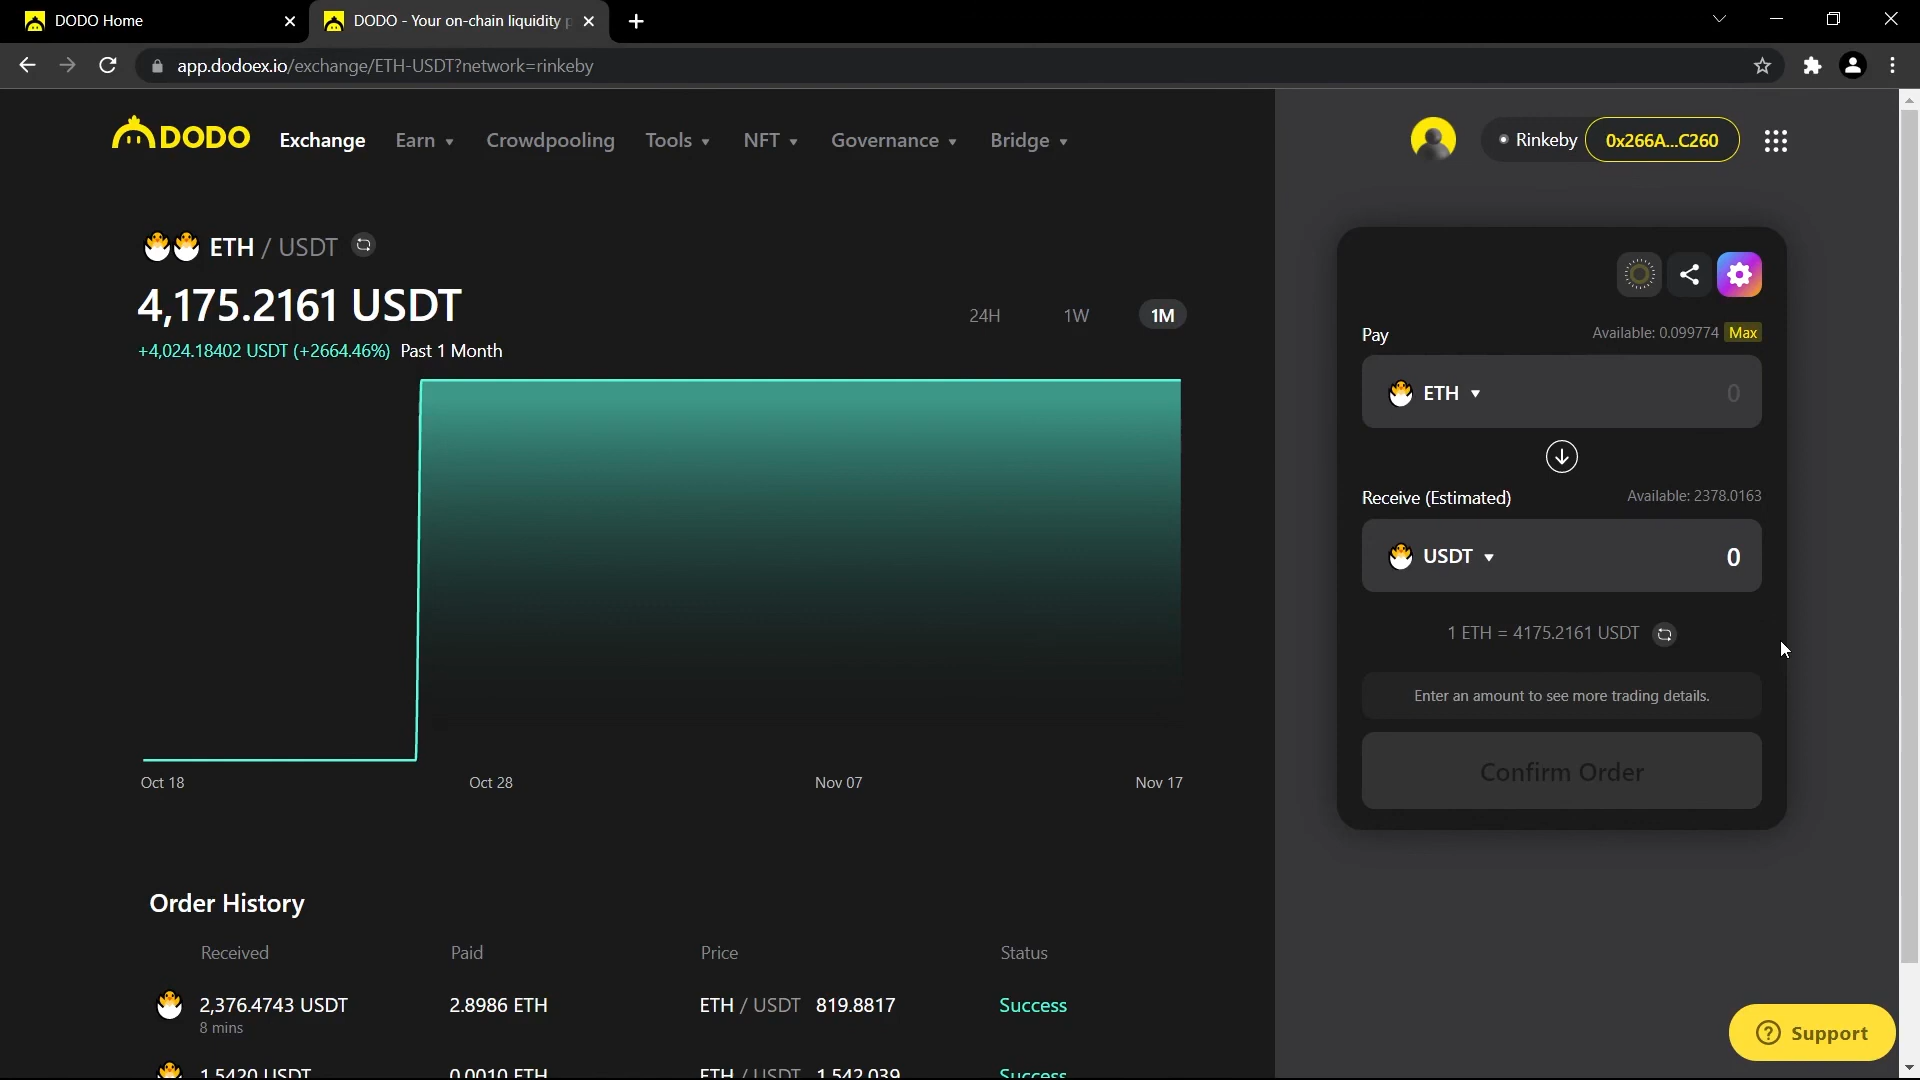 DODO Home
DODO - Your on-chain liquidity
app.dodoex.io/exchange/ETH-USDT?network=rinkeby
DODO
Exchange
Earn
Crowdpooling
Tools
NFT
Governance
Bridge
Rinkeby
0x266A...C260
ETH / USDT
4,175.2161 USDT
+4,024.18402 USDT (+2664.46%) Past 1 Month
24H
1W
1M
Oct 18
Oct 28
Nov 07
Nov 17
Pay
Available: 0.099774 Max
ETH
0
Receive (Estimated)
Available: 2378.0163
USDT
0
1 ETH = 4175.2161 USDT
Enter an amount to see more trading details.
Confirm Order
Order History
Received Paid Price Status
2,376.4743 USDT 2.8986 ETH ETH / USDT 819.8817 Success
8 mins
1.5420 USDT 0.0010 ETH ETH / USDT 1,542.039 Success
Support